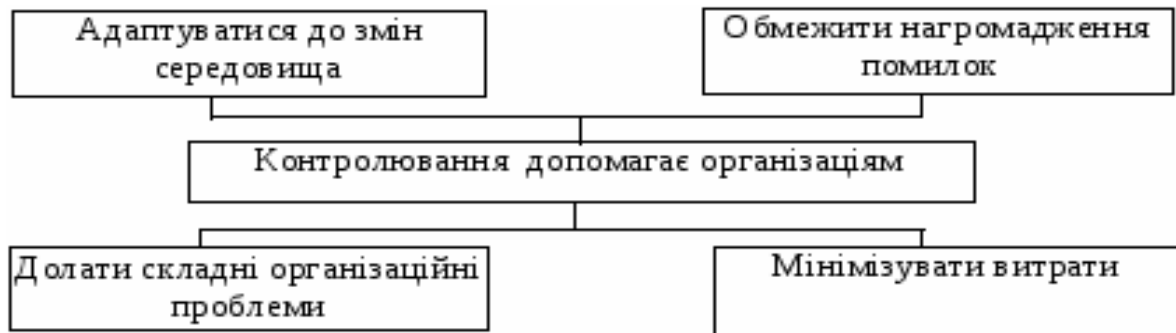 Адаптуватися до змін
середовища
Обмежити нагромадження
помилок
Контролювання допомагає організаціям
Долати складні організаційні
проблеми
Мінімізувати витрати